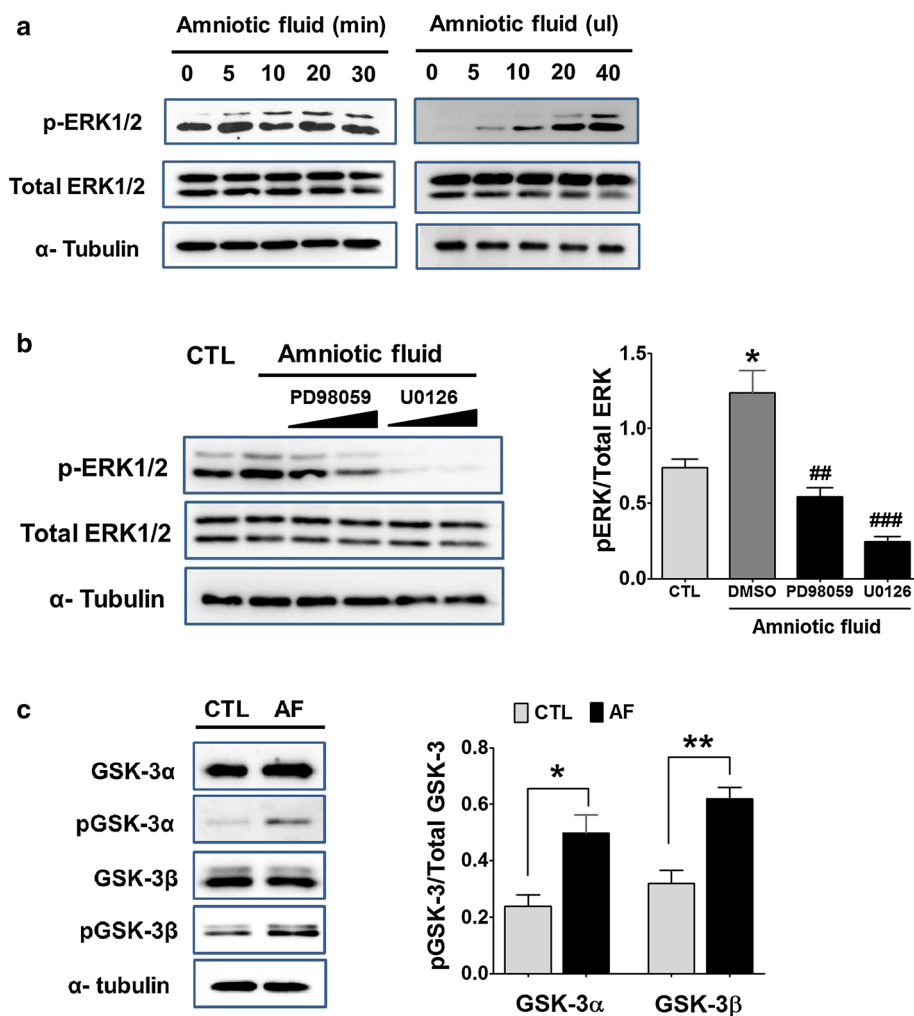 a
Amniotic fluid (min)
0 5 10 20 30
Amniotic fluid (ul)
0 5 10 20 40
p-ERK1/2
Total ERK1/2
α- Tubulin
b
CTL
Amniotic fluid
PD98059 U0126
p-ERK1/2
Total ERK1/2
α- Tubulin
pERK/Total ERK
1.5
1.0
0.5
0.0
*
##
###
CTL DMSO PD98059 U0126
Amniotic fluid
c
CTL AF
GSK-3α
pGSK-3α
GSK-3β
pGSK-3β
α- tubulin
CTL AF
pGSK-3/Total GSK-3
0.8
0.6
0.4
0.2
0.0
*
**
GSK-3α GSK-3β